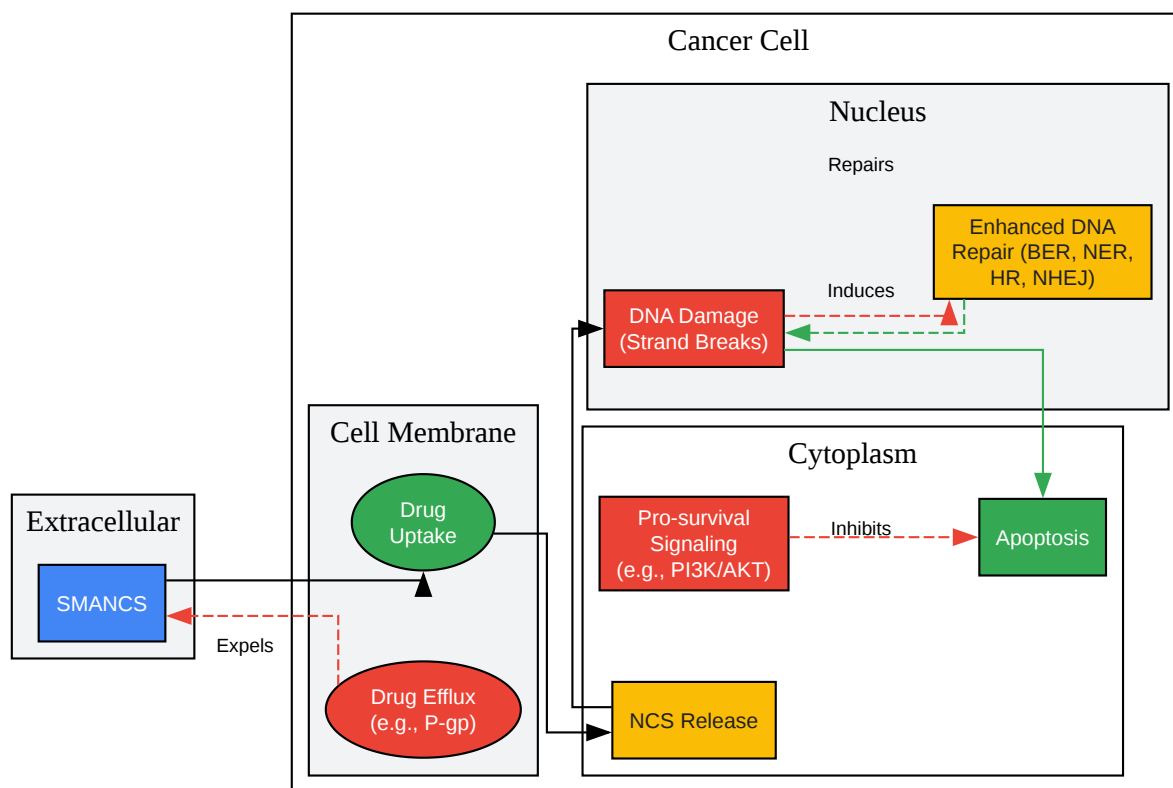 Cancer Cell
Nucleus
Repairs
Enhanced DNA
Repair (BER, NER,
HR, NHEJ)
Induces
DNA Damage
(Strand Breaks)
Cell Membrane
Cytoplasm
Extracellular
Drug
Uptake
Pro-survival
Signaling
(e.g., PI3K/AKT)
Inhibits
Apoptosis
SMANCS
Expels
Drug Efflux
(e.g., P-gp)
NCS Release